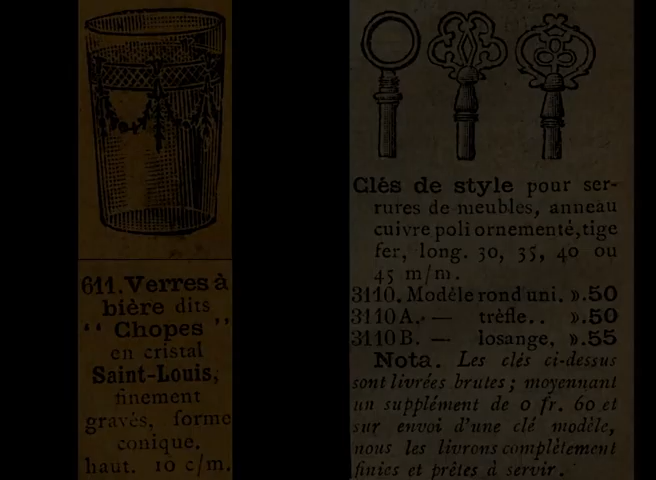 611. Verres à
bière dits
“ Chopes ”
en cristal
Saint-Louis,
finement
gravés, forme
conique.
haut. 10 c/m.
Clés de style pour ser-
rures de meubles, anneau
cuivre poli ornementé, tige
fer, long. 30, 35, 40 ou
45 m/m.
3110. Modèle rond uni. ».50
3110A. — trèfle.. ».50
3110B. — losange, ».55
Nota. Les clés ci-dessus
sont livrées brutes ; moyennant
un supplément de 0 fr. 60 et
sur envoi d'une clé modèle,
nous les livrons complètement
finies et prêtes à servir.